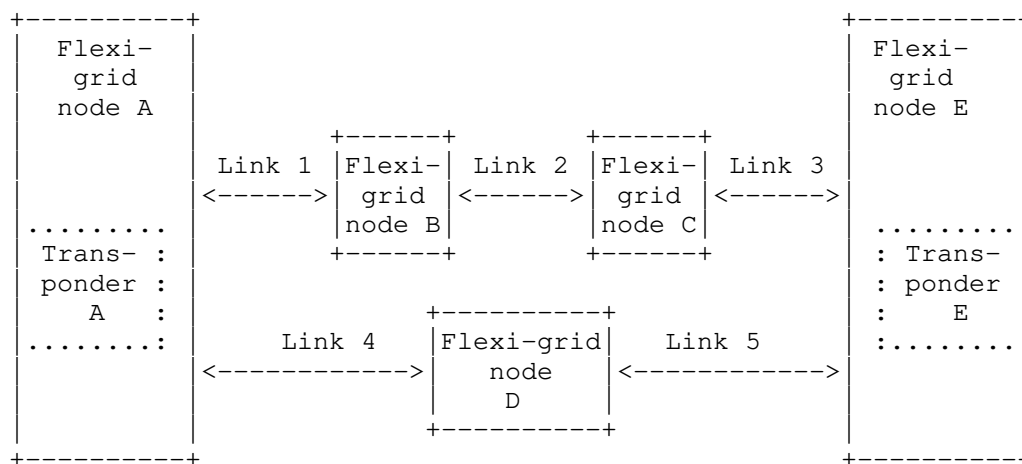 Flexi-
grid
node A
Flexi-
grid
node E
Link 1
Flexi-
grid
node B
Link 2
Flexi-
grid
node C
Link 3
Trans-
ponder
A
Trans-
ponder
E
Link 4
Flexi-grid
node
D
Link 5